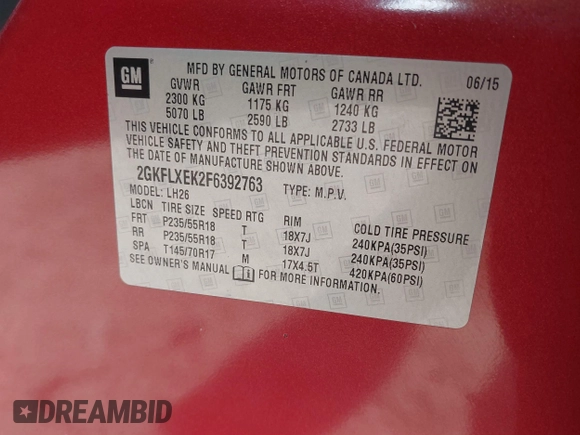 GM
MFD BY GENERAL MOTORS OF CANADA LTD. 06/15
GVWR GAWR FRT GAWR RR
2300 KG 1175 KG 1240 KG
5070 LB 2590 LB 2733 LB
THIS VEHICLE CONFORMS TO ALL APPLICABLE U.S. FEDERAL MOTOR
VEHICLE SAFETY AND THEFT PREVENTION STANDARDS IN EFFECT ON
THE DATE OF MANUFACTURE SHOWN ABOVE.
2GKFLXEK2F6392763 TYPE: M.P.V.
MODEL: LH26
LBCN TIRE SIZE SPEED RTG RIM COLD TIRE PRESSURE
FRT P235/55R18 T 18X7J 240KPA(35PSI)
RR P235/55R18 T 18X7J 240KPA(35PSI)
SPA T145/70R17 M 17X4.5T 420KPA(60PSI)
SEE OWNER'S MANUAL FOR MORE INFORMATION.
DREAMBID